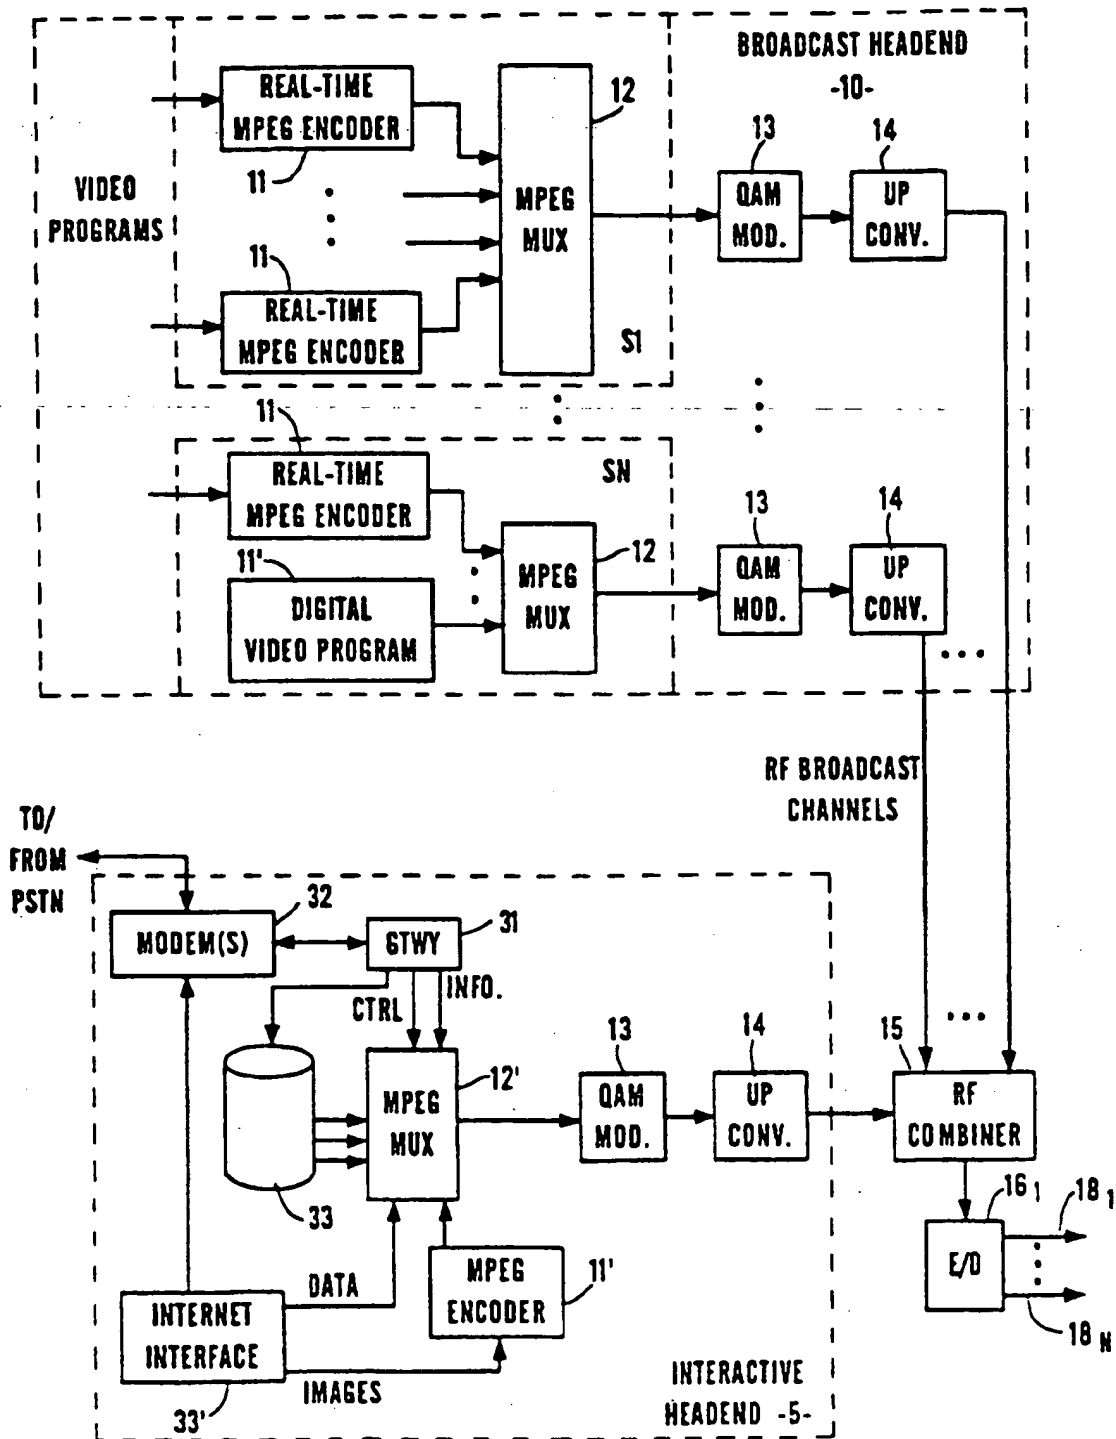 BROADCAST HEADEND
-10-
VIDEO
PROGRAMS
REAL-TIME
MPEG ENCODER
11
11
REAL-TIME
MPEG ENCODER
12
MPEG
MUX
S1
13
QAM
MOD.
14
UP
CONV.
11
REAL-TIME
MPEG ENCODER
11'
DIGITAL
VIDEO PROGRAM
SN
12
MPEG
MUX
13
QAM
MOD.
14
UP
CONV.
RF BROADCAST
CHANNELS
TO/
FROM
PSTN
32
MODEM(S)
31
GTWY
CTRL
INFO.
33
12'
MPEG
MUX
13
QAM
MOD.
14
UP
CONV.
15
RF
COMBINER
16 1
E/O
18 1
18 N
DATA
MPEG
ENCODER
11'
INTERNET
INTERFACE
33'
IMAGES
INTERACTIVE
HEADEND -5-